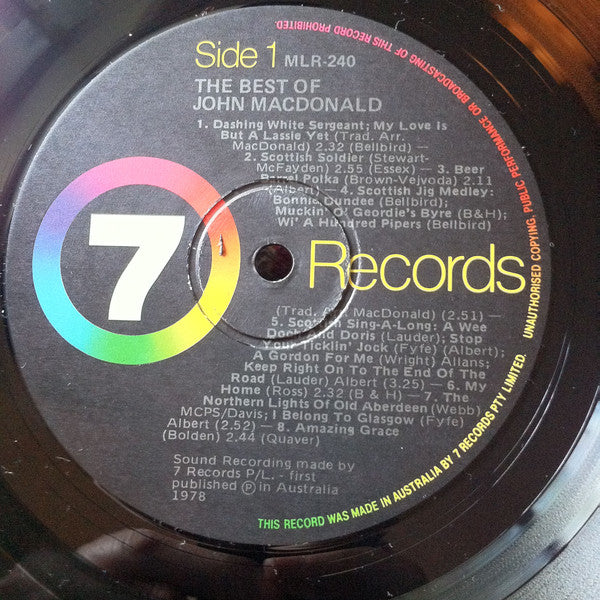 Side 1 MLR-240
THE BEST OF
JOHN MACDONALD
1. Dashing White Sergeant; My Love Is
But A Lassie Yet (Trad. Arr.
MacDonald) 2.32 (Bellbird) —
2. Scottish Soldier (Stewart-
McFayden) 2.55 (Essex) — 3. Beer
Barrel Polka (Brown-Vejvoda) 2.11
(Albert) — 4. Scottish Jig Medley:
Bonnie Dundee (Bellbird);
Muckin' O' Geordie's Byre (B&H);
Wi' A Hundred Pipers (Bellbird)
7
Records
(Trad. Arr. MacDonald) (2.51) —
5. Scottish Sing-A-Long: A Wee
Doch And Doris (Lauder); Stop
Your Ticklin' Jock (Fyfe) (Albert);
A Gordon For Me (Wright) Allans;
Keep Right On To The End Of The
Road (Lauder) Albert (3.25) — 6. My
Home (Ross) 2.32 (B & H) — 7. The
Northern Lights Of Old Aberdeen (Webb)
MCPS/Davis; I Belong To Glasgow (Fyfe)
Albert (2.52) — 8. Amazing Grace
(Bolden) 2.44 (Quaver)
Sound Recording made by
7 Records P/L. - first
published Ⓟ in Australia
1978
THIS RECORD WAS MADE IN AUSTRALIA BY 7 RECORDS PTY LIMITED. UNAUTHORISED COPYING, PUBLIC PERFORMANCE OR BROADCASTING OF THIS RECORD PROHIBITED.